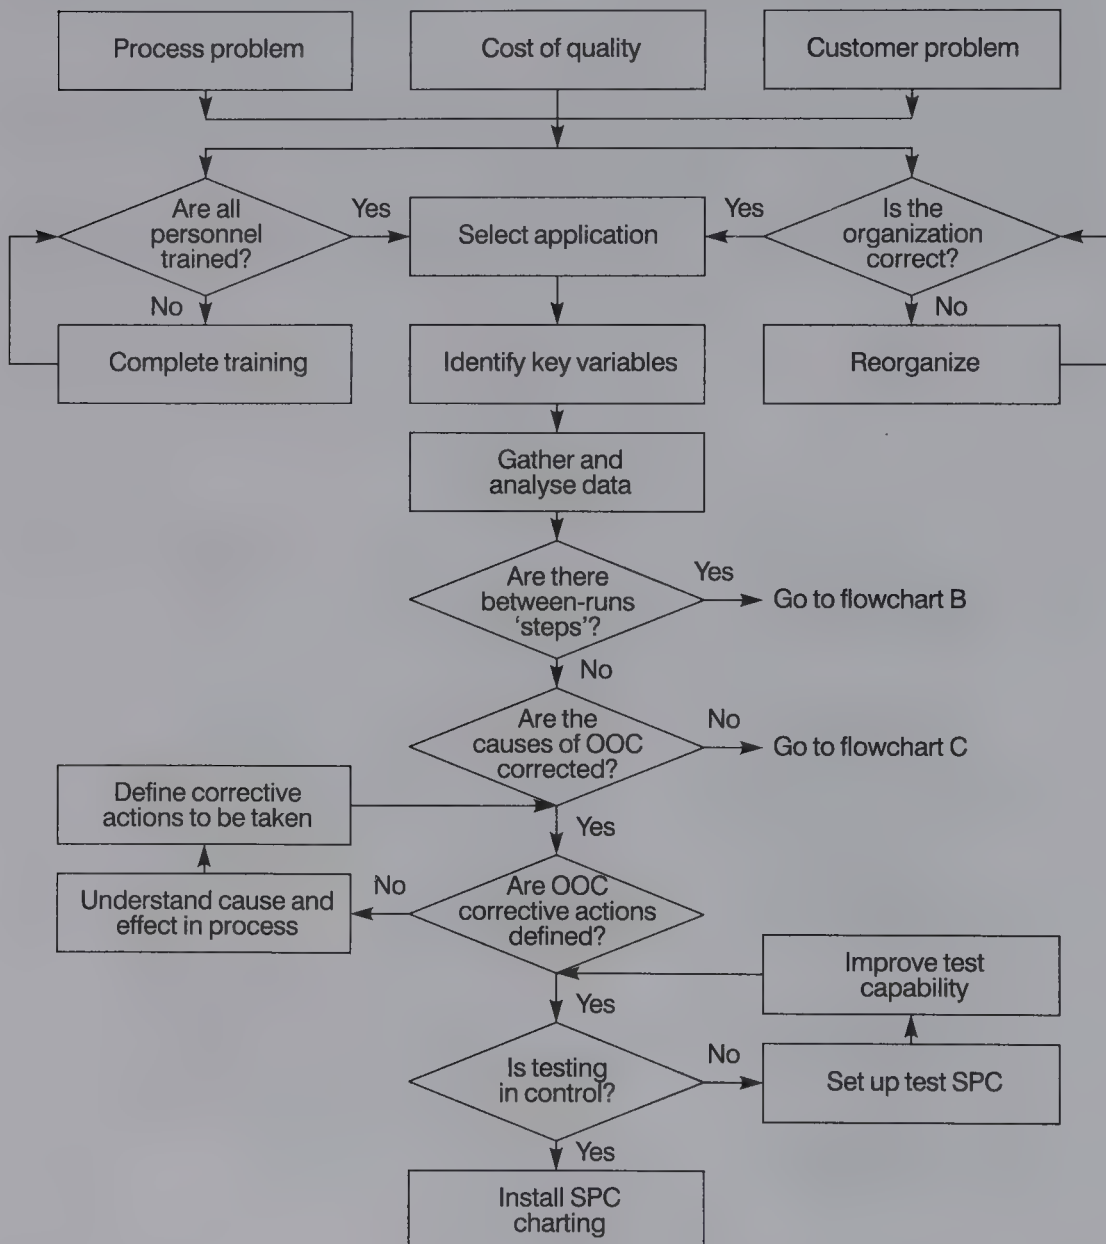 Process problem
Cost of quality
Customer problem
Are all
personnel
trained?
Yes
Select application
Yes
Is the
organization
correct?
No
No
Complete training
Identify key variables
Reorganize
Gather and
analyse data
Are there
between-runs
'steps'?
Yes
Go to flowchart B
No
Are the
causes of OOC
corrected?
No
Go to flowchart C
Define corrective
actions to be taken
Yes
Understand cause and
effect in process
No
Are OOC
corrective actions
defined?
Improve test
capability
Yes
Is testing
in control?
No
Set up test SPC
Yes
Install SPC
charting